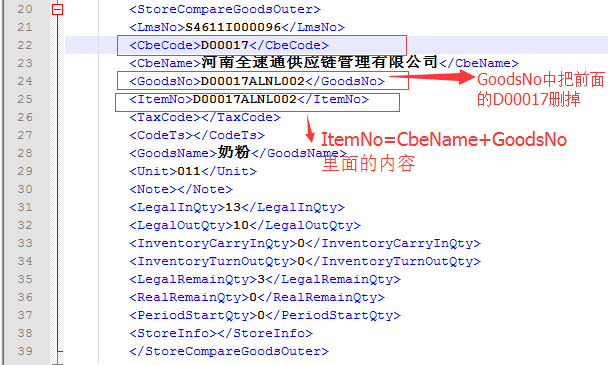 20 <StoreCompareGoodsOuter>
21 <LmsNo>S4611I000096</LmsNo>
22 <CbeCode>D00017</CbeCode>
23 <CbeName>河南全速通供应链管理有限公司</CbeName>
24 <GoodsNo>D00017ALNL002</GoodsNo>
GoodsNo中把前面
的D00017删掉
25 <ItemNo>D00017ALNL002</ItemNo>
26 <TaxCode></TaxCode>
27 <CodeTs></CodeTs>
ItemNo=CbeName+GoodsNo
里面的内容
28 <GoodsName>奶粉</GoodsName>
29 <Unit>011</Unit>
30 <Note></Note>
31 <LegalInQty>13</LegalInQty>
32 <LegalOutQty>10</LegalOutQty>
33 <InventoryCarryInQty>0</InventoryCarryInQty>
34 <InventoryTurnOutQty>0</InventoryTurnOutQty>
35 <LegalRemainQty>3</LegalRemainQty>
36 <RealRemainQty>0</RealRemainQty>
37 <PeriodStartQty>0</PeriodStartQty>
38 <StoreInfo></StoreInfo>
39 </StoreCompareGoodsOuter>